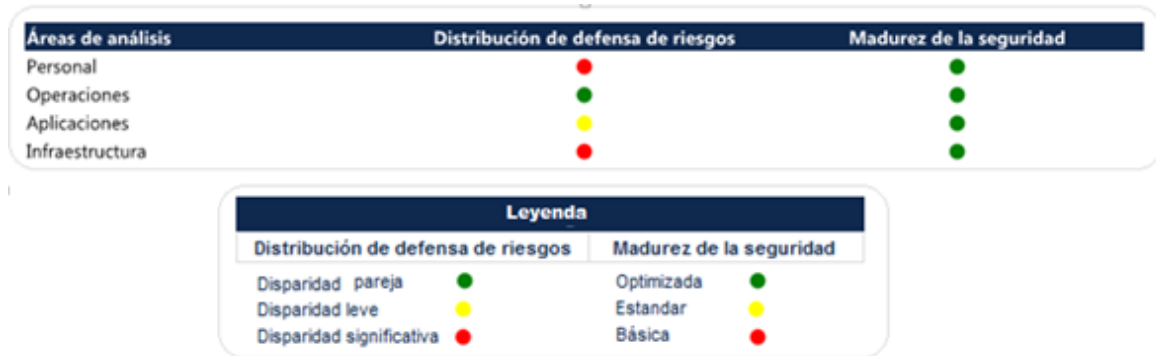 Áreas de análisis Distribución de defensa de riesgos Madurez de la seguridad
Personal
Operaciones
Aplicaciones
Infraestructura
Leyenda
Distribución de defensa de riesgos Madurez de la seguridad
Disparidad pareja Optimizada
Disparidad leve Estandar
Disparidad significativa Básica